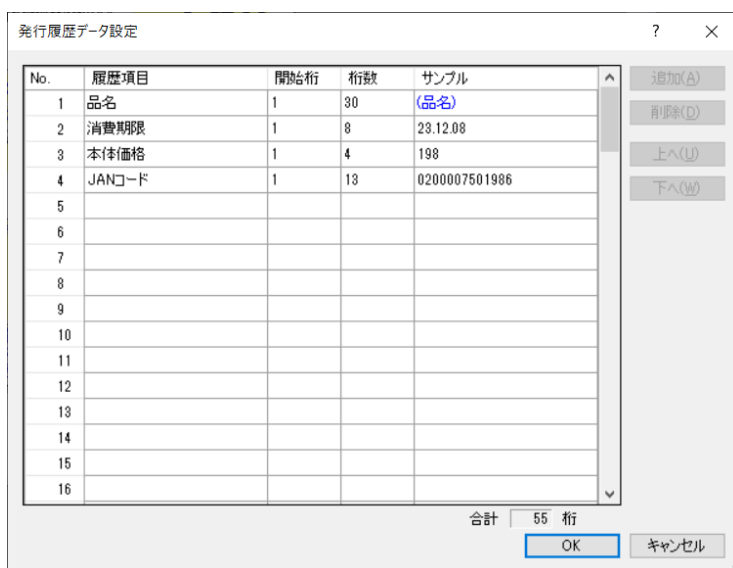 発行履歴データ設定 ? ×
No. 履歴項目 開始桁 桁数 サンプル 追加(A)
1 品名 1 30 (品名) 削除(D)
2 消費期限 1 8 23.12.08
3 本体価格 1 4 198 上へ(U)
4 JANコード 1 13 0200007501986 下へ(W)
5
6
7
8
9
10
11
12
13
14
15
16
合計 55 桁
OK キャンセル